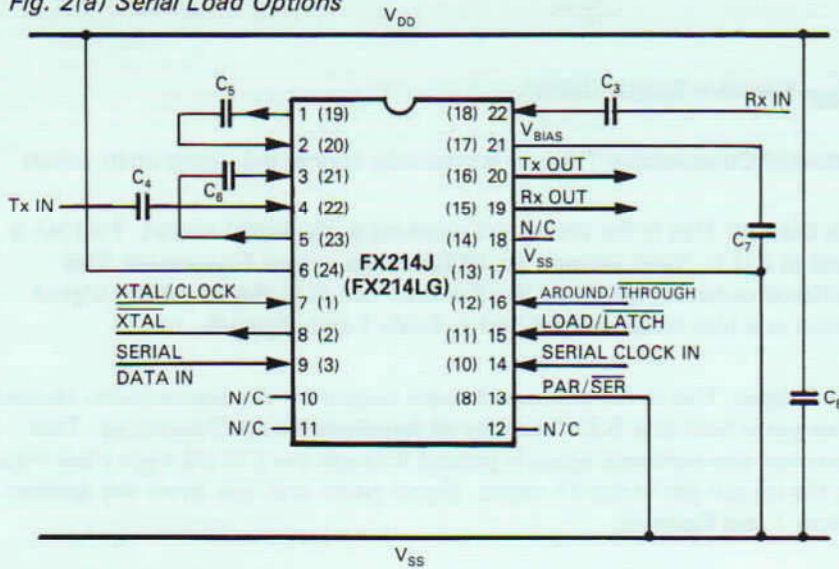 Fig. 2(a) Serial Load Options
VDD
C5
C3
Rx IN
1 (19)
(18) 22
VBIAS
2 (20)
(17) 21
Tx OUT
3 (21)
(16) 20
C4
C6
Rx OUT
Tx IN
4 (22)
(15) 19
N/C
5 (23)
(14) 18
C7
FX214J
VSS
6 (24)
(13) 17
(FX214LG)
XTAL/CLOCK
AROUND/THROUGH
7 (1)
(12) 16
XTAL
LOAD/LATCH
8 (2)
(11) 15
SERIAL
SERIAL CLOCK IN
9 (3)
(10) 14
DATA IN
PAR/SER
N/C
10
(8) 13
N/C
11
12
N/C
VSS